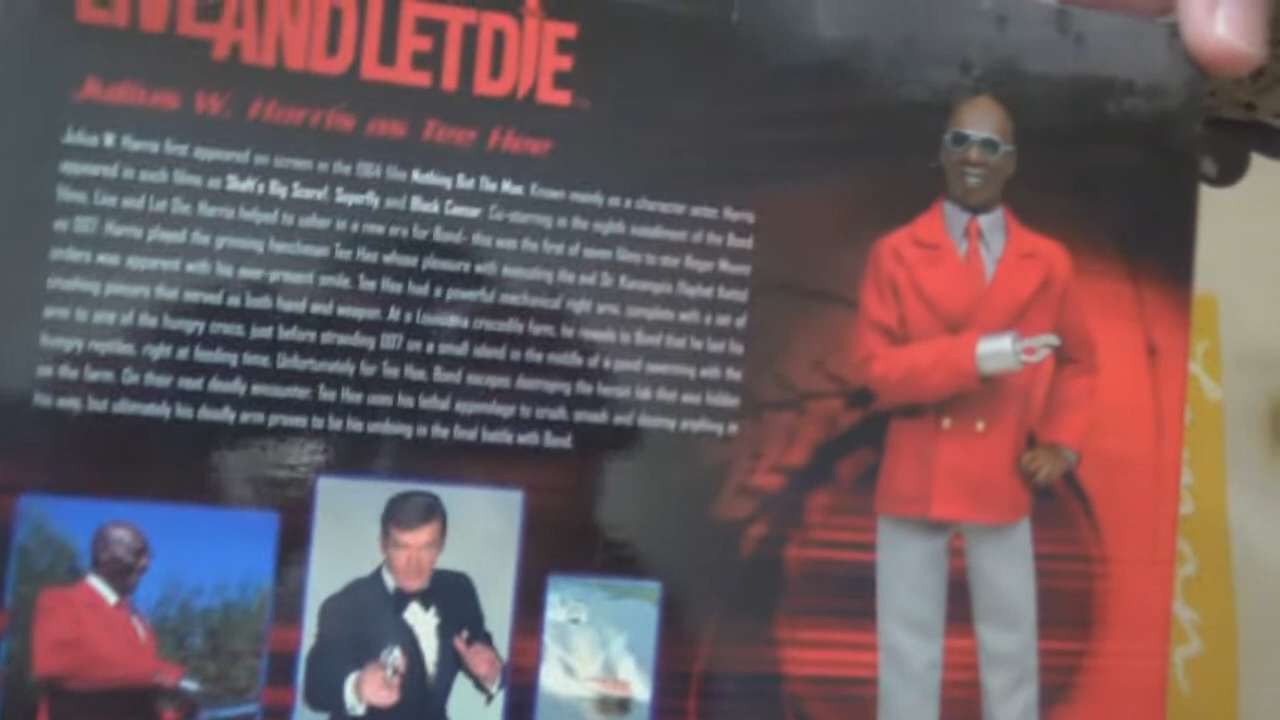 LIVE AND LET DIE
Julius W. Harris as Tee Hee
Julius W. Harris first appeared on screen in the 1964 film Nothing But The Man. Known mainly as a character actor, Harris
appeared in such films as Shaft's Big Score!, Superfly and Black Caesar. Co-starring in the eighth installment of the Bond
films, Live and Let Die, Harris helped to usher in a new era for Bond- this was the first of seven films to star Roger Moore
as 007. Harris played the grinning henchman Tee Hee whose pleasure with executing the evil Dr. Kananga's (Yaphet Kotto)
orders was apparent with his ever-present smile. Tee Hee had a powerful mechanical right arm, complete with a set of
crushing pincers that served as both hand and weapon. At a Louisiana crocodile farm, he reveals to Bond that he lost his
arm to one of the hungry crocs, just before stranding 007 on a small island in the middle of a pond swarming with the
hungry reptiles, right at feeding time. Unfortunately for Tee Hee, Bond escapes destroying the heroin lab that was hidden
on the farm. On their next deadly encounter, Tee Hee uses his lethal appendage to crush, smash and destroy anything in
his way, but ultimately his deadly arm proves to be his undoing in the final battle with Bond.